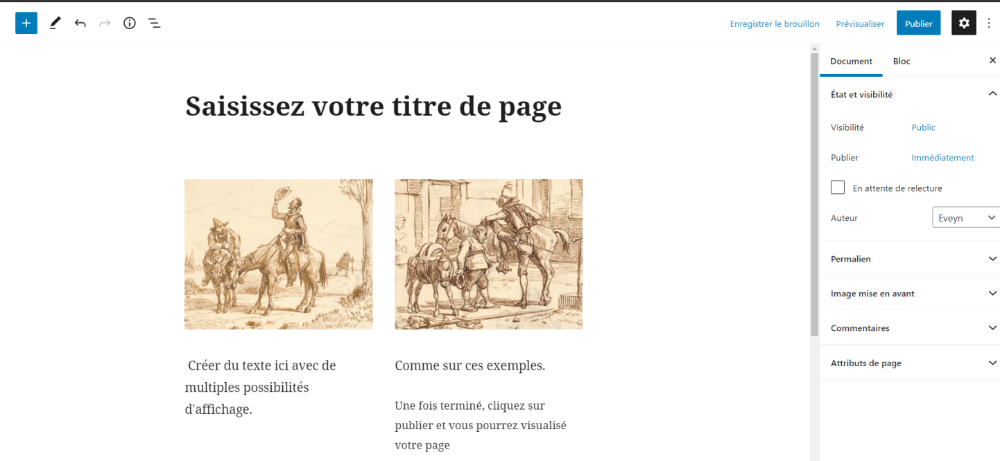 Enregistrer le brouillon
Prévisualiser
Publier
Document
Bloc
État et visibilité
Visibilité
Public
Publier
Immédiatement
En attente de relecture
Auteur
Eveyn
Permalien
Image mise en avant
Commentaires
Attributs de page
Saisissez votre titre de page
Créer du texte ici avec de
multiples possibilités
d'affichage.
Comme sur ces exemples.
Une fois terminé, cliquez sur
publier et vous pourrez visualisé
votre page